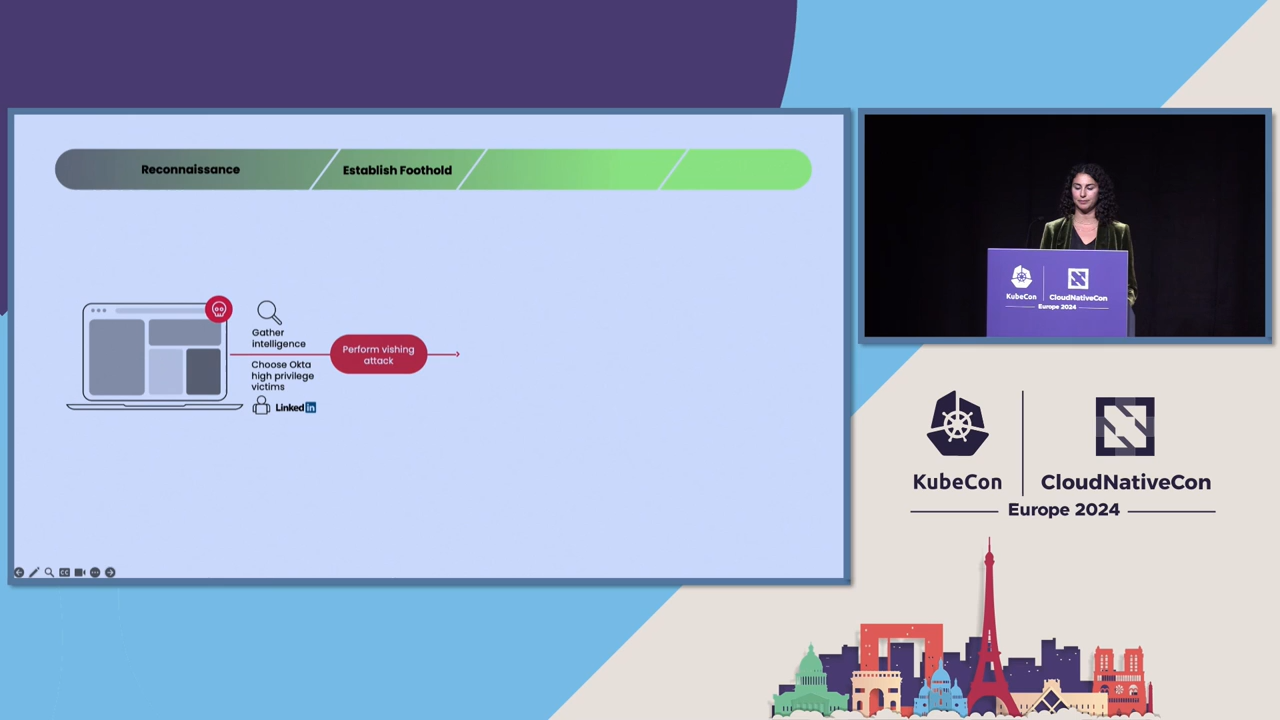 Reconnaissance
Establish Foothold
Gather
intelligence
Perform vishing
attack
Choose Okta
high privilege
victims
Linked in
KubeCon
CloudNativeCon
Europe 2024
KubeCon
CloudNativeCon
Europe 2024